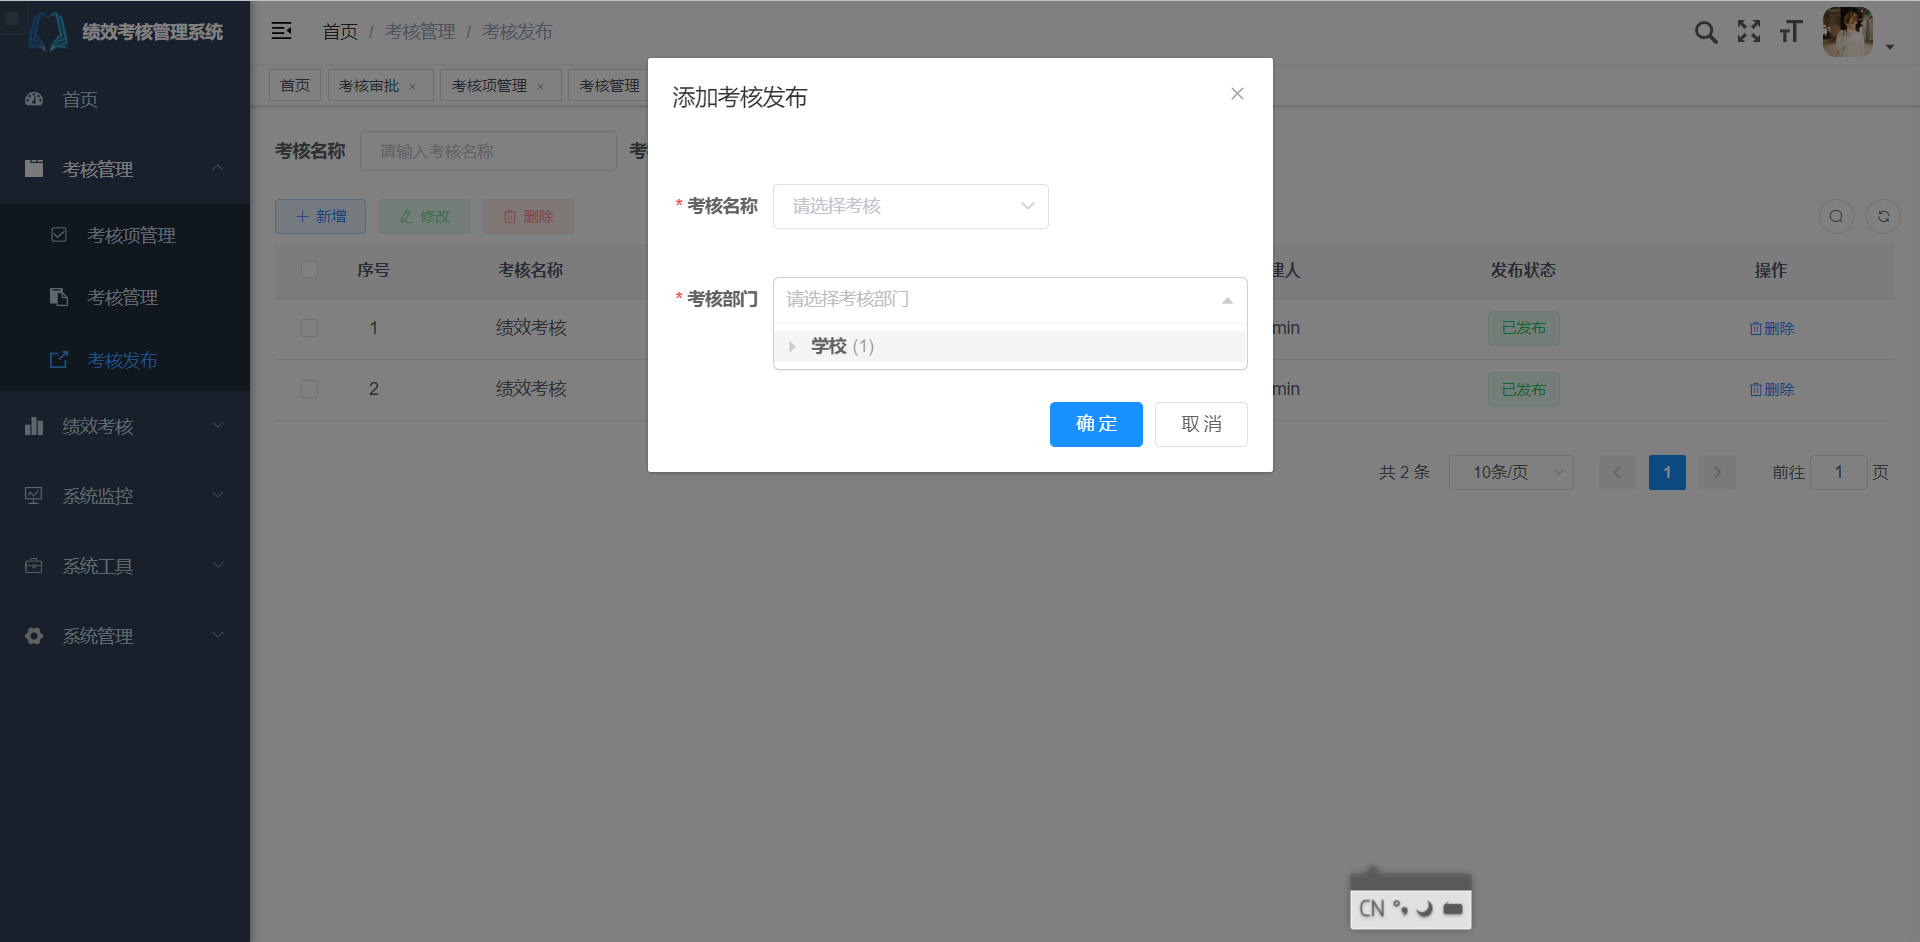 绩效考核管理系统
首页 / 考核管理 / 考核发布
首页
考核审批 ×
考核项管理 ×
考核管理
首页
考核管理
考核项管理
考核管理
考核发布
绩效考核
系统监控
系统工具
系统管理
考核名称 请输入考核名称
新增 修改 删除
序号 考核名称 建人 发布状态 操作
1 绩效考核 min 已发布 删除
2 绩效考核 min 已发布 删除
共 2 条 10条/页 1 前往 1 页
添加考核发布
* 考核名称 请选择考核
* 考核部门 请选择考核部门
学校 (1)
确 定 取 消
CN